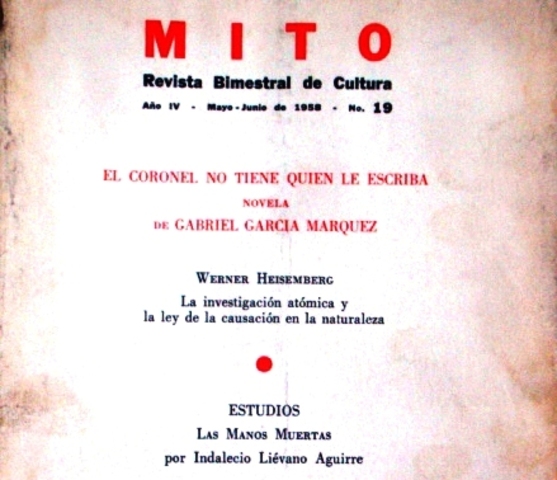 MITO
Revista Bimestral de Cultura
Año IV - Mayo-Junio de 1958 - No. 19
EL CORONEL NO TIENE QUIEN LE ESCRIBA
NOVELA
DE GABRIEL GARCIA MARQUEZ
WERNER HEISEMBERG
La investigación atómica y
la ley de la causación en la naturaleza
ESTUDIOS
LAS MANOS MUERTAS
por Indalecio Liévano Aguirre